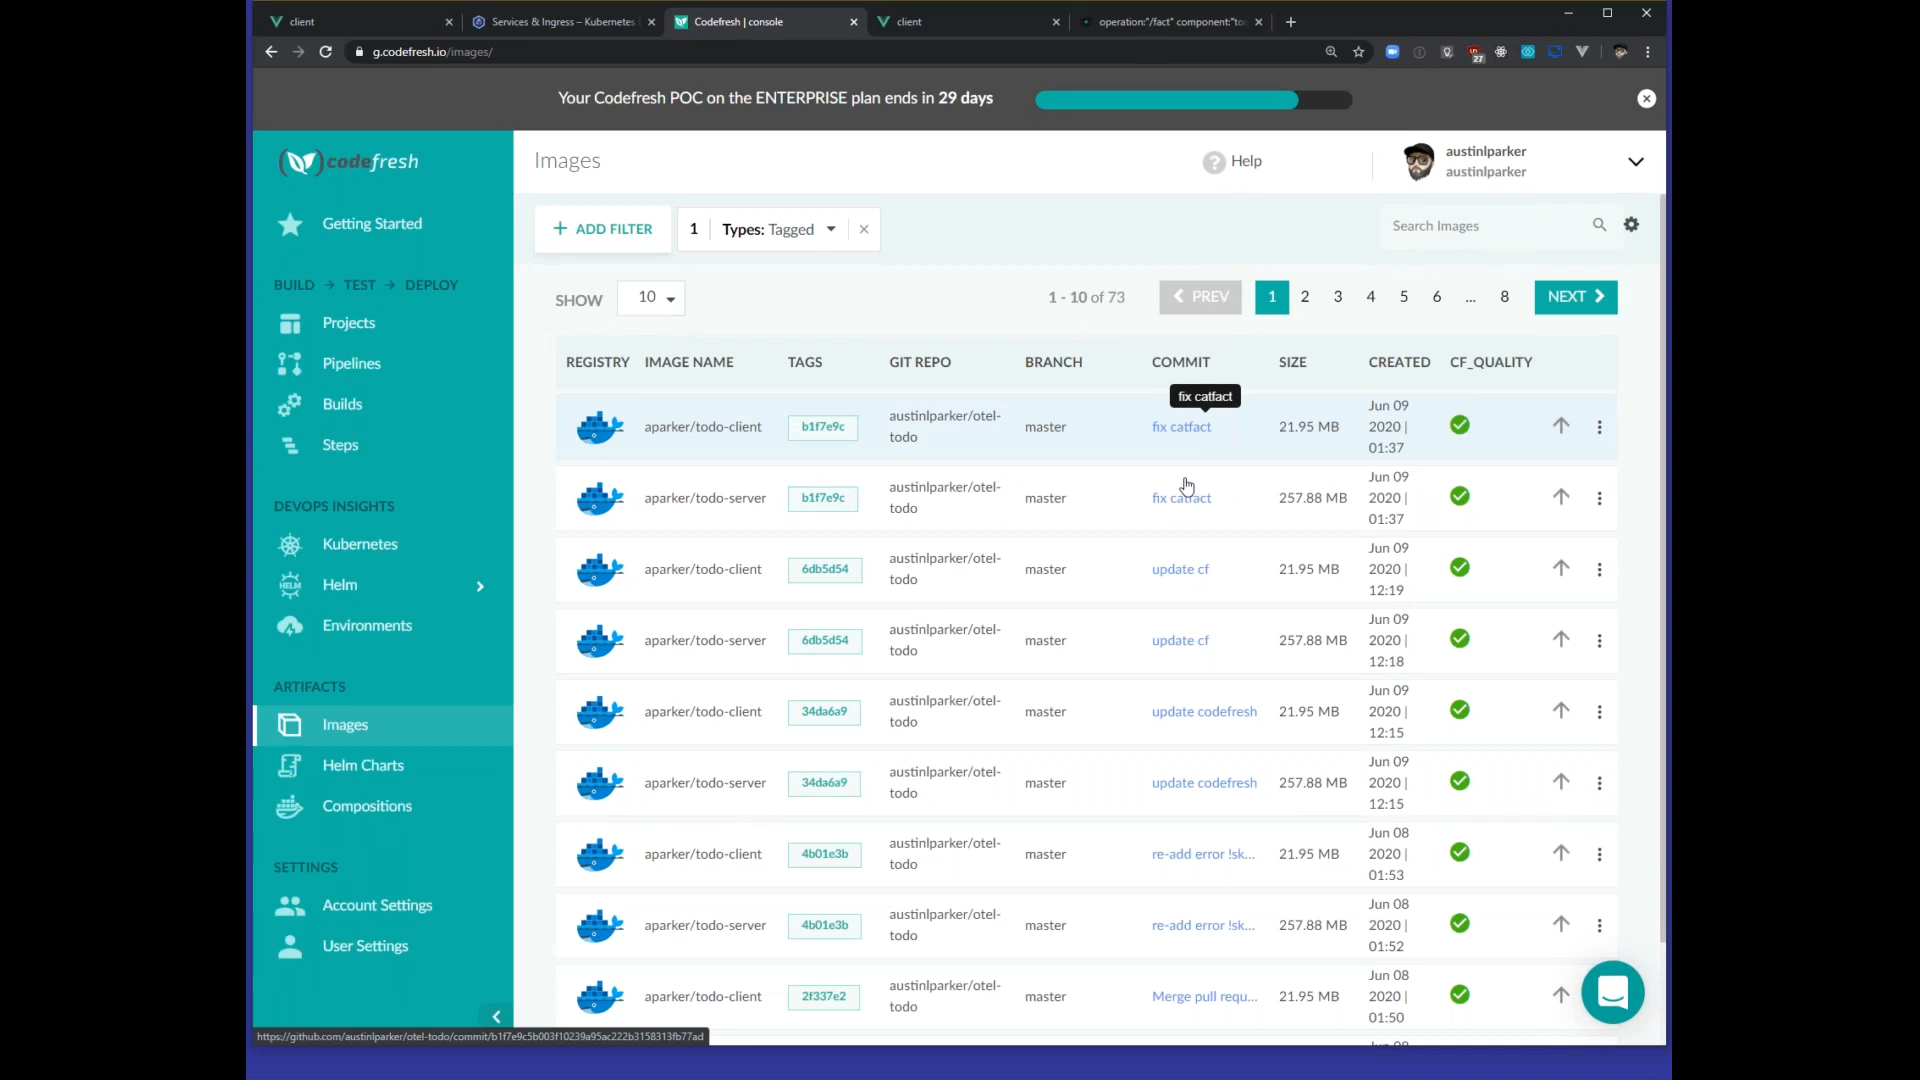 client
Services & Ingress – Kubernetes
Codefresh | console
client
operation:"/fact" component:"to
g.codefresh.io/images/
27
Your Codefresh POC on the ENTERPRISE plan ends in 29 days
codefresh
Images
Help
austinlparker
austinlparker
Getting Started
BUILD → TEST → DEPLOY
Projects
Pipelines
Builds
Steps
DEVOPS INSIGHTS
Kubernetes
HELM
Helm
Environments
ARTIFACTS
Images
Helm Charts
Compositions
SETTINGS
Account Settings
User Settings
+ ADD FILTER
1 Types: Tagged
Search Images
SHOW 10
1 - 10 of 73
PREV 1 2 3 4 5 6 ... 8 NEXT
REGISTRY IMAGE NAME TAGS GIT REPO BRANCH COMMIT SIZE CREATED CF_QUALITY
fix catfact
aparker/todo-client b1f7e9c austinlparker/otel-todo master fix catfact 21.95 MB Jun 09 2020 | 01:37
aparker/todo-server b1f7e9c austinlparker/otel-todo master fix catfact 257.88 MB Jun 09 2020 | 01:37
aparker/todo-client 6db5d54 austinlparker/otel-todo master update cf 21.95 MB Jun 09 2020 | 12:19
aparker/todo-server 6db5d54 austinlparker/otel-todo master update cf 257.88 MB Jun 09 2020 | 12:18
aparker/todo-client 34da6a9 austinlparker/otel-todo master update codefresh 21.95 MB Jun 09 2020 | 12:15
aparker/todo-server 34da6a9 austinlparker/otel-todo master update codefresh 257.88 MB Jun 09 2020 | 12:15
aparker/todo-client 4b01e3b austinlparker/otel-todo master re-add error !sk... 21.95 MB Jun 08 2020 | 01:53
aparker/todo-server 4b01e3b austinlparker/otel-todo master re-add error !sk... 257.88 MB Jun 08 2020 | 01:52
aparker/todo-client 2f337e2 austinlparker/otel-todo master Merge pull requ... 21.95 MB Jun 08 2020 | 01:50
https://github.com/austinlparker/otel-todo/commit/b1f7e9c5b003f10239a95ac222b3158313fb77ad